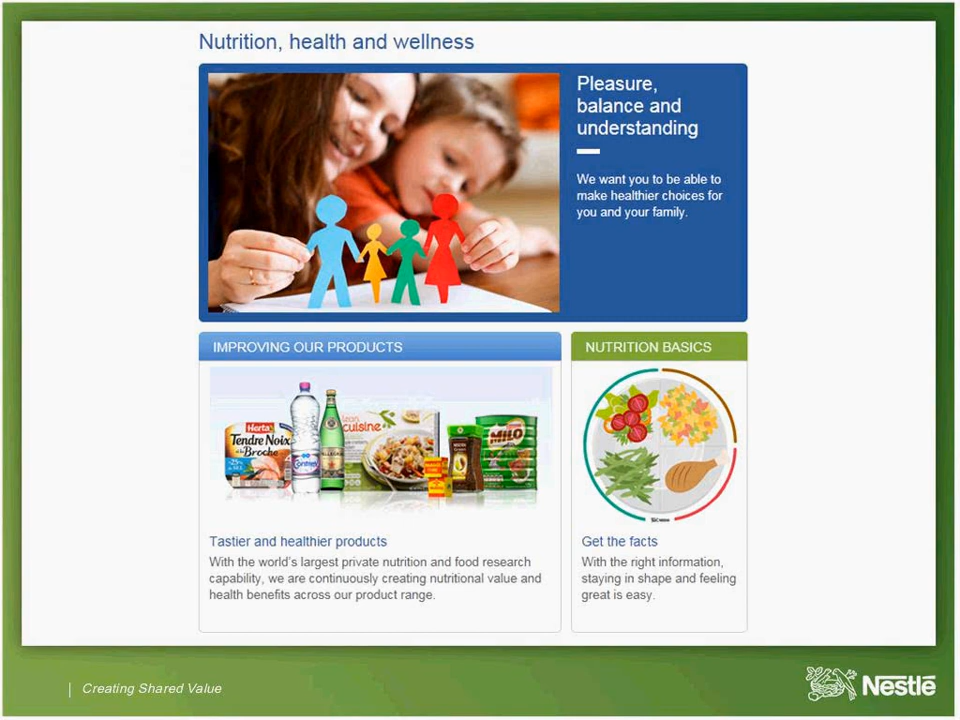 Nutrition, health and wellness
Pleasure,
balance and
understanding
We want you to be able to
make healthier choices for
you and your family.
IMPROVING OUR PRODUCTS
NUTRITION BASICS
Herta
Tendre Noix
à la Broche
Contrex
Lean
cuisine
MILO
Tastier and healthier products
With the world's largest private nutrition and food research
capability, we are continuously creating nutritional value and
health benefits across our product range.
Get the facts
With the right information,
staying in shape and feeling
great is easy.
Creating Shared Value
Nestlé